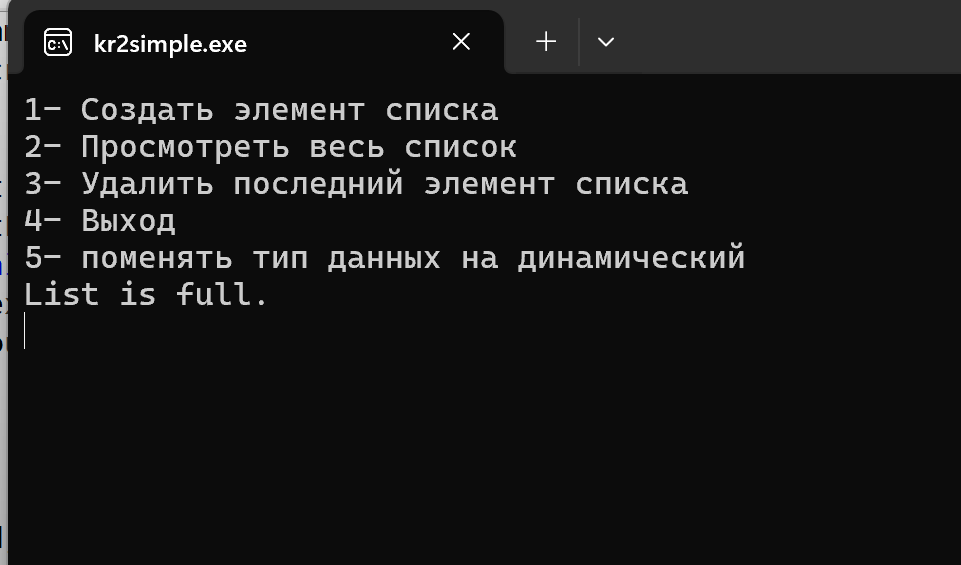 kr2simple.exe
1- Создать элемент списка
2- Просмотреть весь список
3- Удалить последний элемент списка
4- Выход
5- поменять тип данных на динамический
List is full.